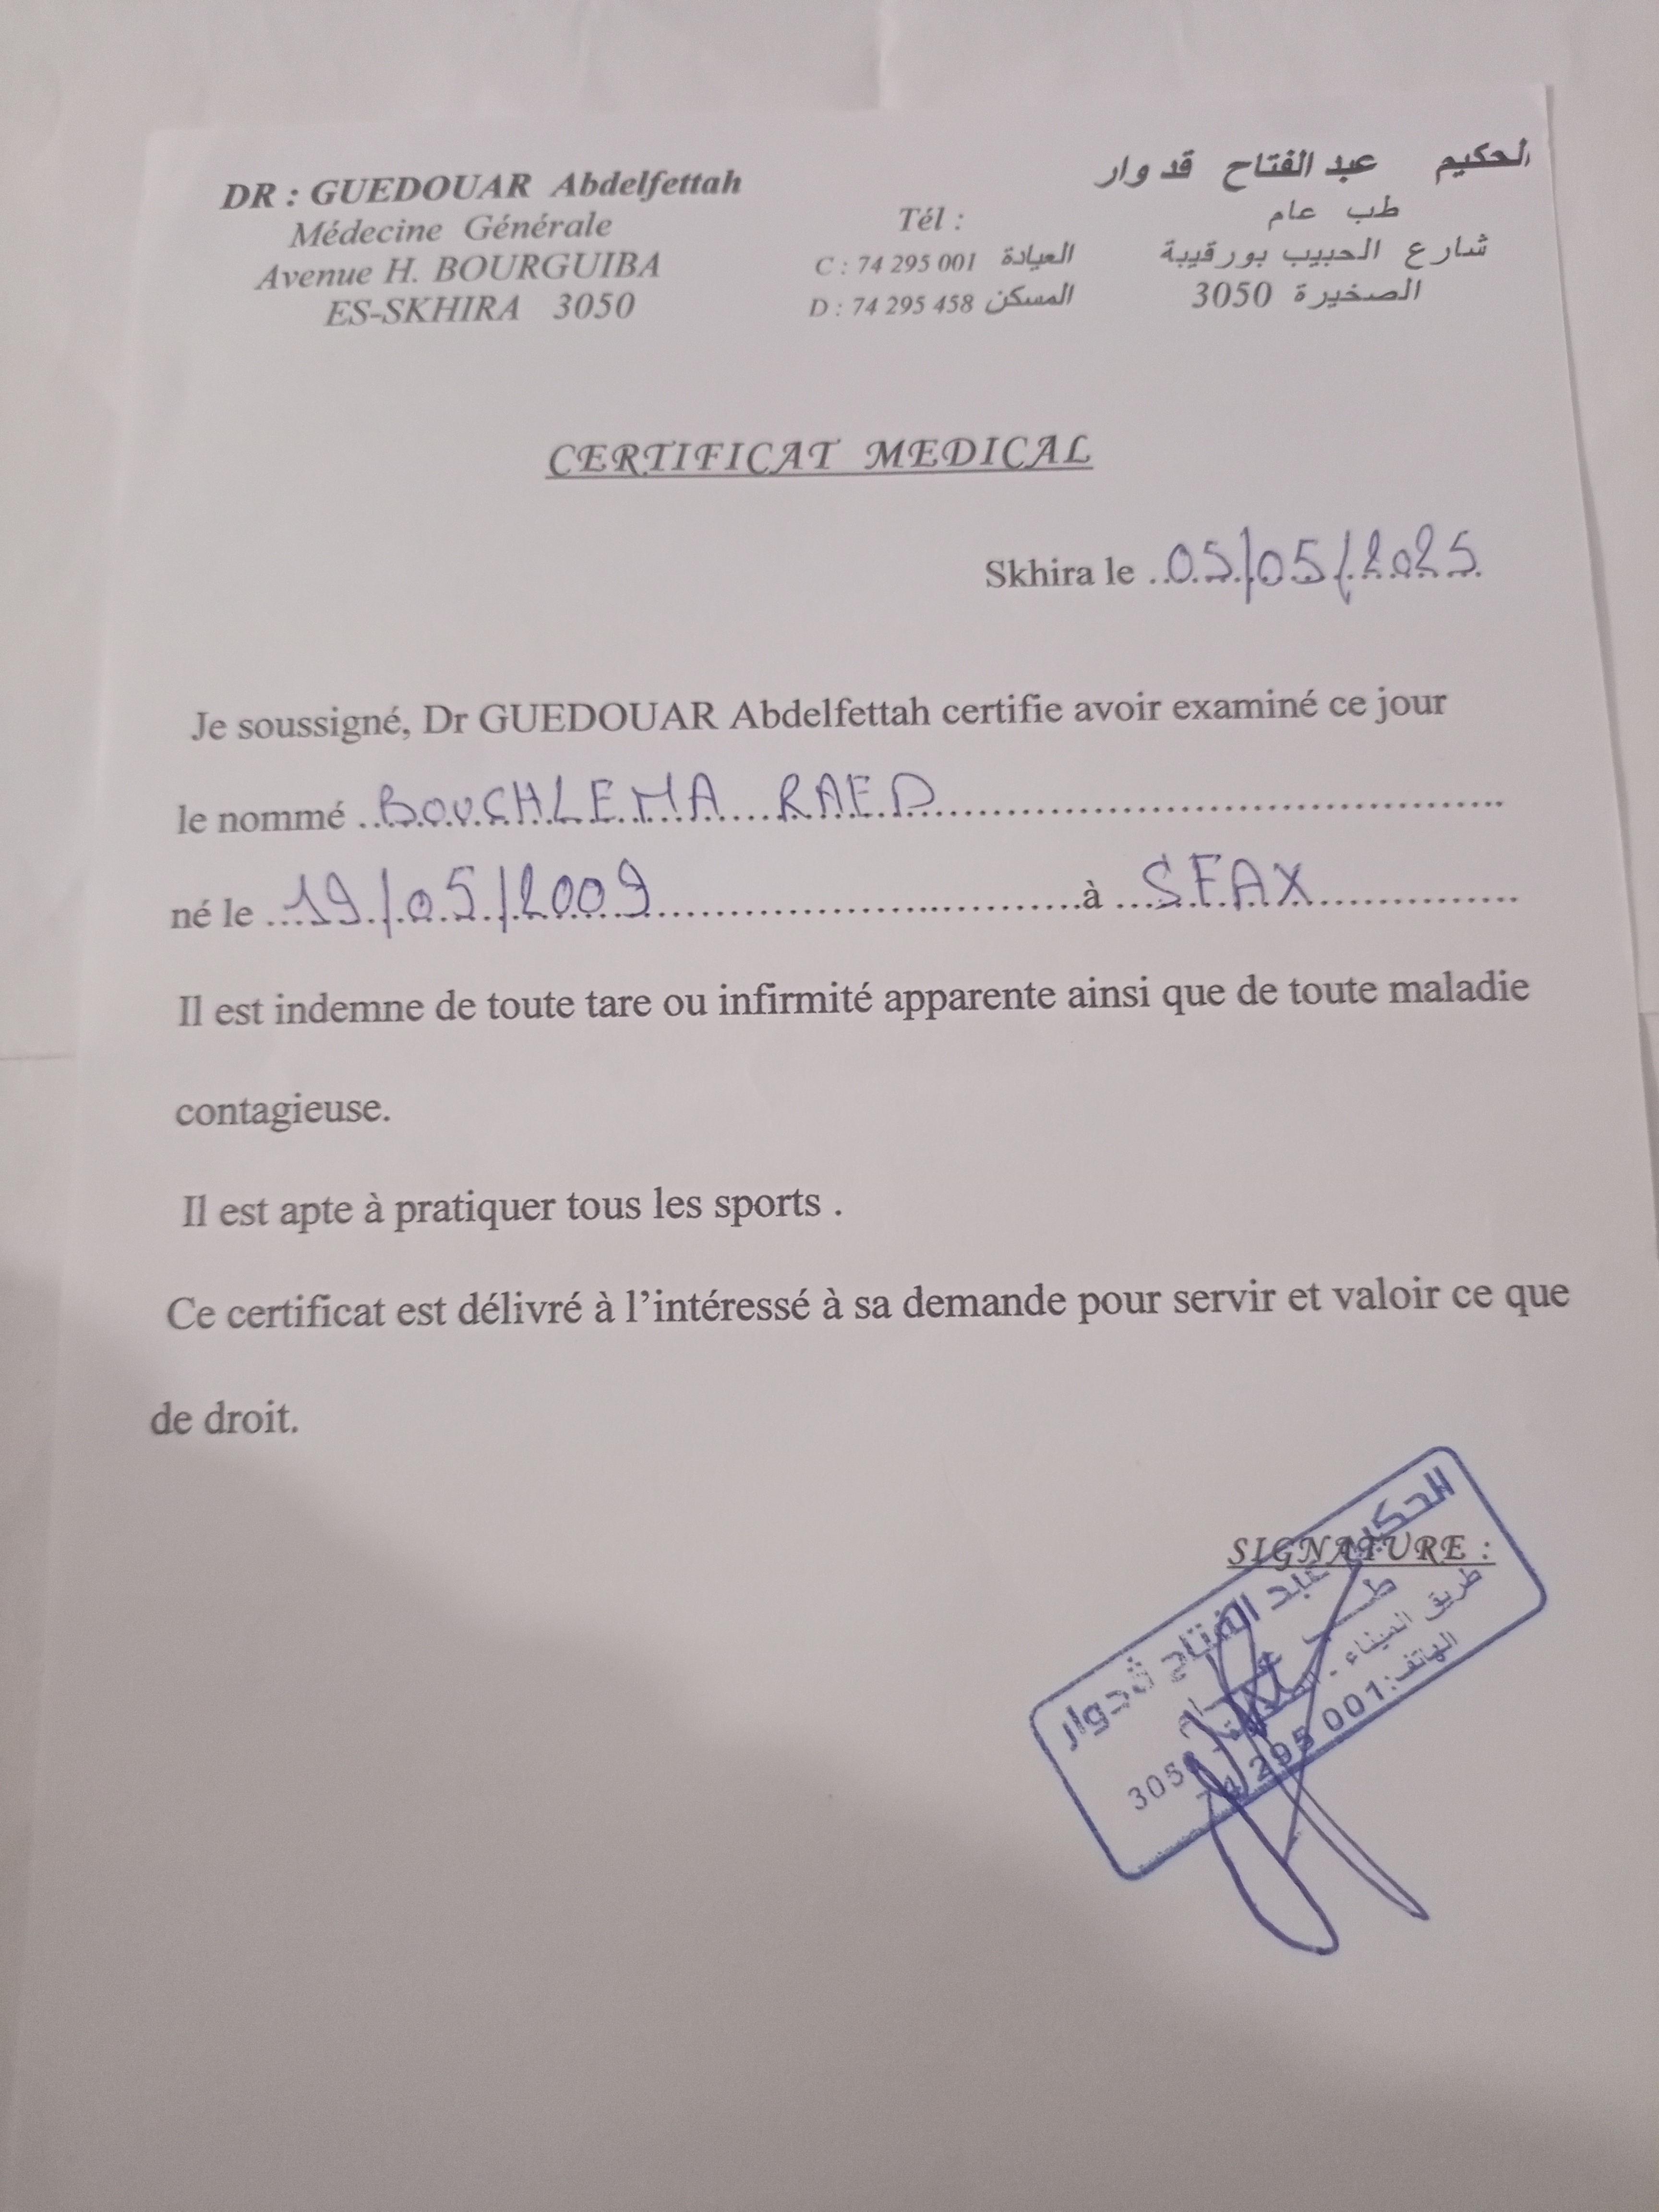 DR : GUEDOUAR Abdelfettah
Médecine Générale
Avenue H. BOURGUIBA
ES-SKHIRA 3050
Tél :
C : 74 295 001 العيادة
D : 74 295 458 المسكن
الحكيم عبد الفتاح قدوار
طب عام
شارع الحبيب بورقيبة
الصخيرة 3050
CERTIFICAT MEDICAL
Skhira le 05/05/2025
Je soussigné, Dr GUEDOUAR Abdelfettah certifie avoir examiné ce jour
le nommé BOUCHLEMA RAED
né le 19/05/2009 à SFAX
Il est indemne de toute tare ou infirmité apparente ainsi que de toute maladie
contagieuse.
Il est apte à pratiquer tous les sports .
Ce certificat est délivré à l'intéressé à sa demande pour servir et valoir ce que
de droit.
SIGNATURE :
الحكيم عبد الفتاح قدوار
طب عام
طريق الميناء - الصخيرة 3050
الهاتف: 74 295 001